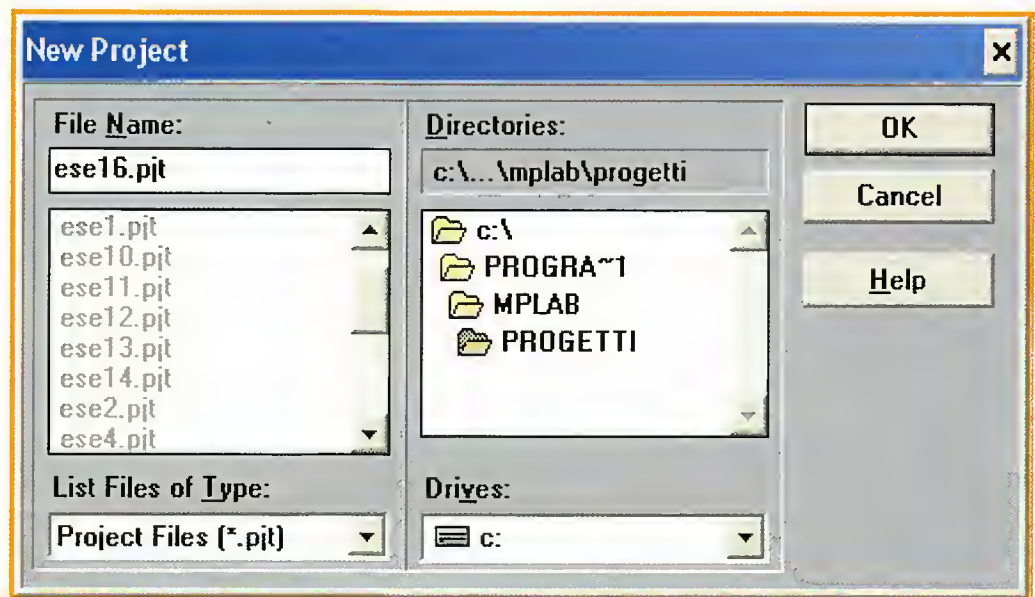 New Project
File Name:
ese16.pjt
ese1.pjt
ese10.pjt
ese11.pjt
ese12.pjt
ese13.pjt
ese14.pjt
ese2.pjt
ese4.pjt
List Files of Type:
Project Files (*.pjt)
Directories:
c:\...\mplab\progetti
c:\
PROGRA~1
MPLAB
PROGETTI
Drives:
c:
OK
Cancel
Help